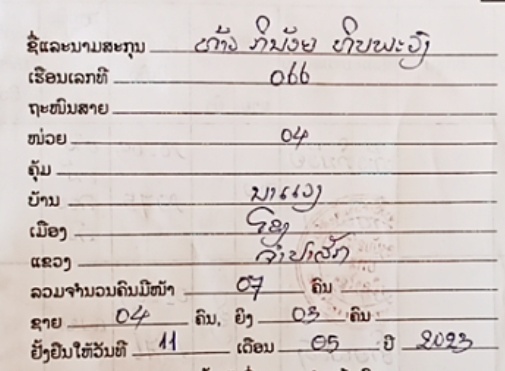 ຊື່ແລະນາມສະກຸນ ທ້າວ ຄຳນ້ອຍ ທິບພະວົງ
ເຮືອນເລກທີ 066
ຖະໜົນສາຍ
ໜ່ວຍ 04
ຄຸ້ມ
ບ້ານ ນາແວງ
ເມືອງ ໂຂງ
ແຂວງ ຈຳປາສັກ
ລວມຈຳນວນຄົນມີໜ້າ 07 ຄົນ
ຊາຍ 04 ຄົນ, ຍິງ 03 ຄົນ
ຢັ້ງຢືນໃຫ້ວັນທີ 11 ເດືອນ 05 ປີ 2023